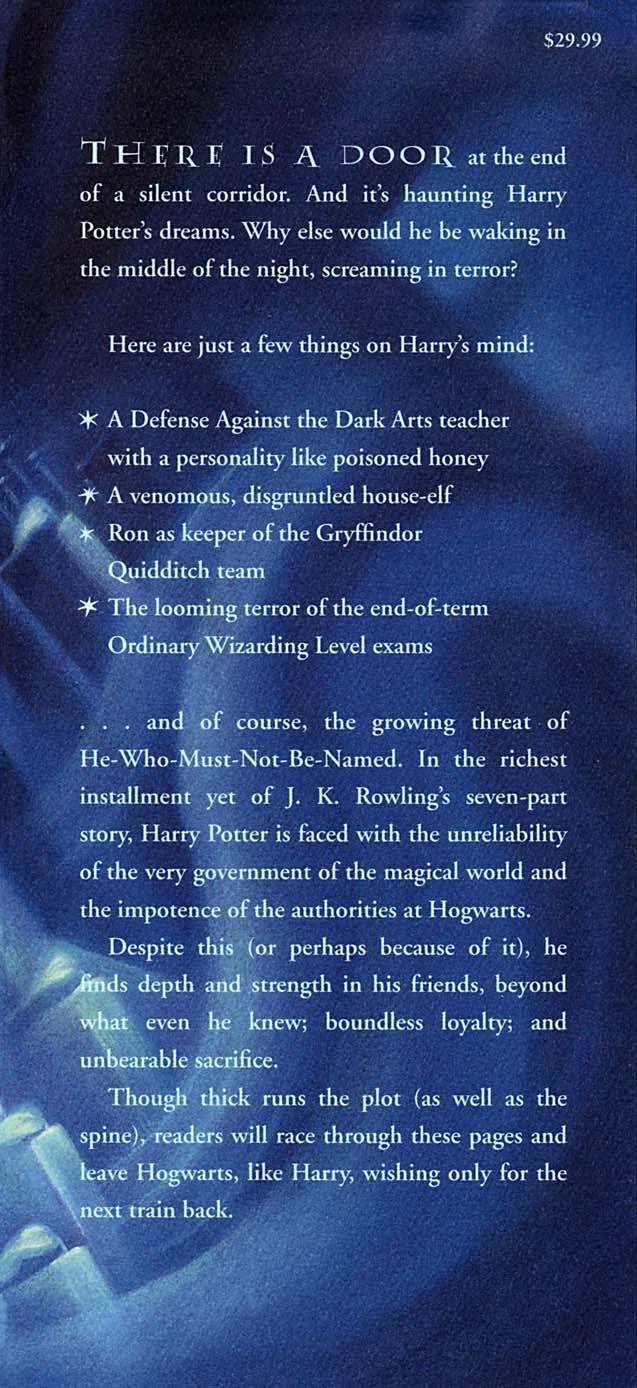 $29.99
THERE IS A DOOR at the end
of a silent corridor. And it's haunting Harry
Potter's dreams. Why else would he be waking in
the middle of the night, screaming in terror?
Here are just a few things on Harry's mind:
✶ A Defense Against the Dark Arts teacher
with a personality like poisoned honey
✶ A venomous, disgruntled house-elf
✶ Ron as keeper of the Gryffindor
Quidditch team
✶ The looming terror of the end-of-term
Ordinary Wizarding Level exams
. . . and of course, the growing threat of
He-Who-Must-Not-Be-Named. In the richest
installment yet of J. K. Rowling's seven-part
story, Harry Potter is faced with the unreliability
of the very government of the magical world and
the impotence of the authorities at Hogwarts.
Despite this (or perhaps because of it), he
finds depth and strength in his friends, beyond
what even he knew; boundless loyalty; and
unbearable sacrifice.
Though thick runs the plot (as well as the
spine), readers will race through these pages and
leave Hogwarts, like Harry, wishing only for the
next train back.